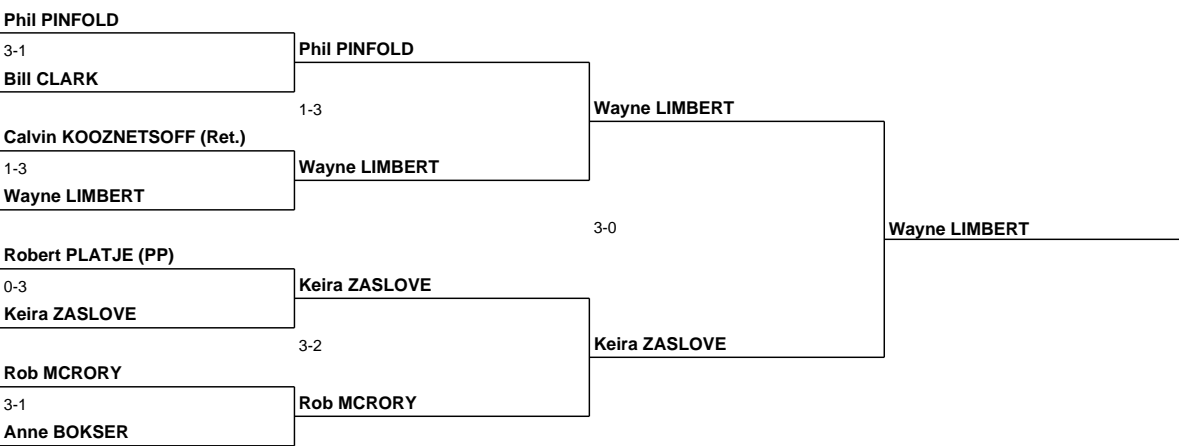 Phil PINFOLD
3-1
Bill CLARK
Calvin KOOZNETSOFF (Ret.)
1-3
Wayne LIMBERT
Robert PLATJE (PP)
0-3
Keira ZASLOVE
Rob MCRORY
3-1
Anne BOKSER
Phil PINFOLD
1-3
Wayne LIMBERT
Keira ZASLOVE
3-2
Rob MCRORY
Wayne LIMBERT
3-0
Keira ZASLOVE
Wayne LIMBERT